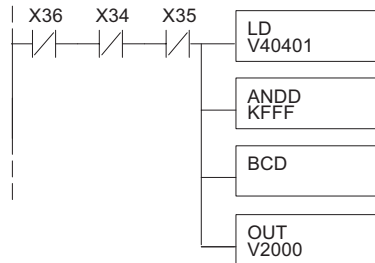 X36 X34 X35
LD
V40401
ANDD
KFFF
BCD
OUT
V2000